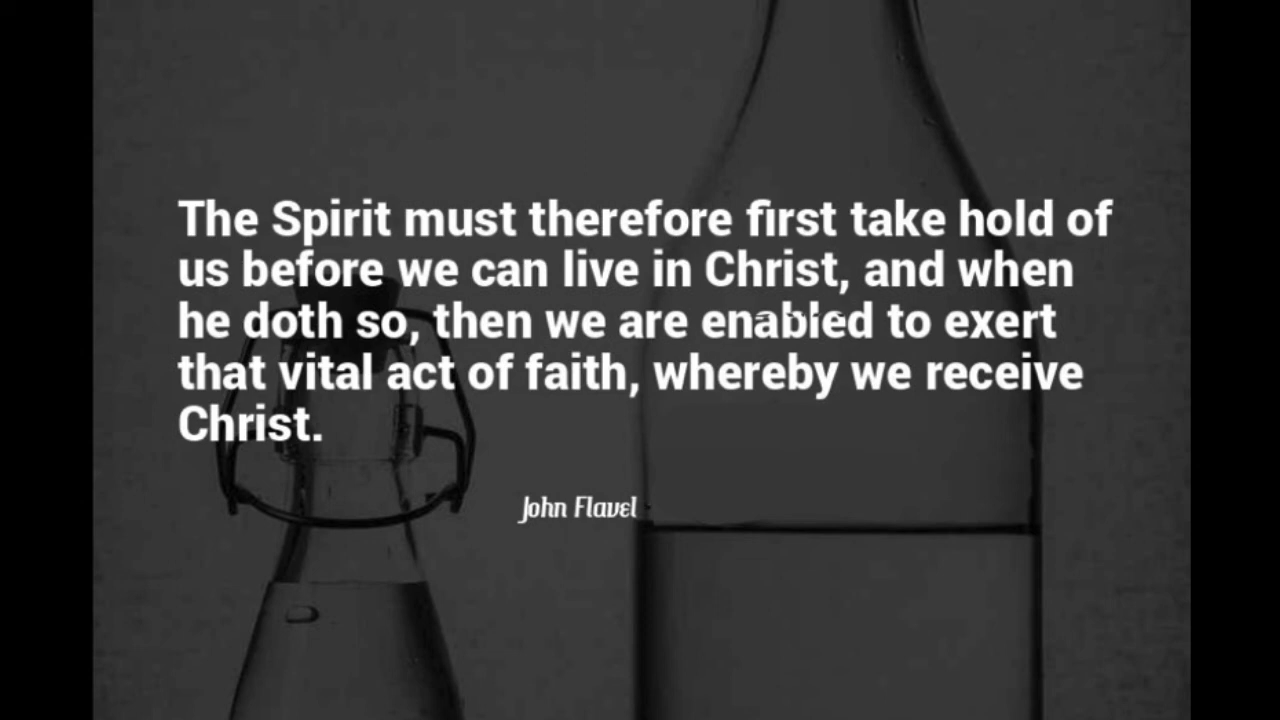 The Spirit must therefore first take hold of
us before we can live in Christ, and when
he doth so, then we are enabled to exert
that vital act of faith, whereby we receive
Christ.
John Flavel